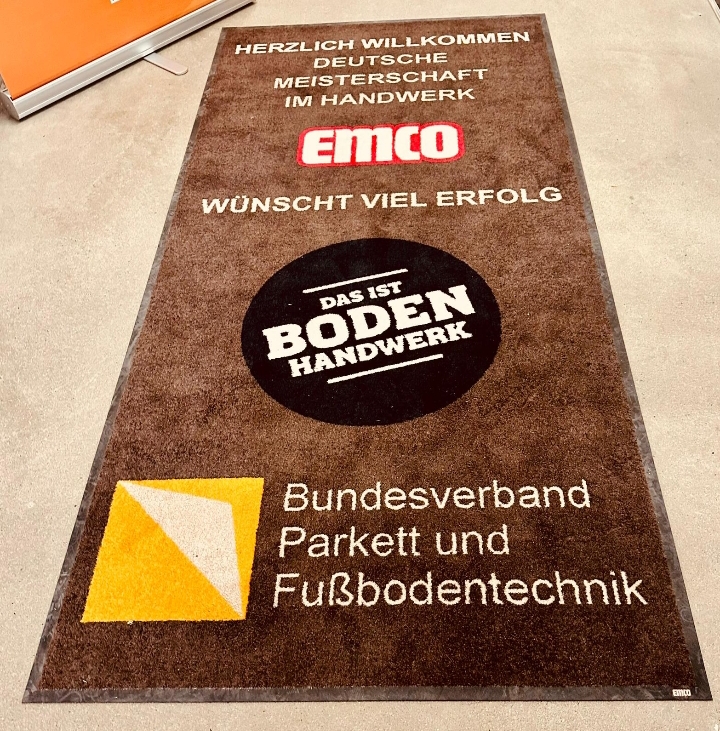 HERZLICH WILLKOMMEN
DEUTSCHE
MEISTERSCHAFT
IM HANDWERK
EMCO
WÜNSCHT VIEL ERFOLG
DAS IST
BODEN
HANDWERK
Bundesverband
Parkett und
Fußbodentechnik
EMCO